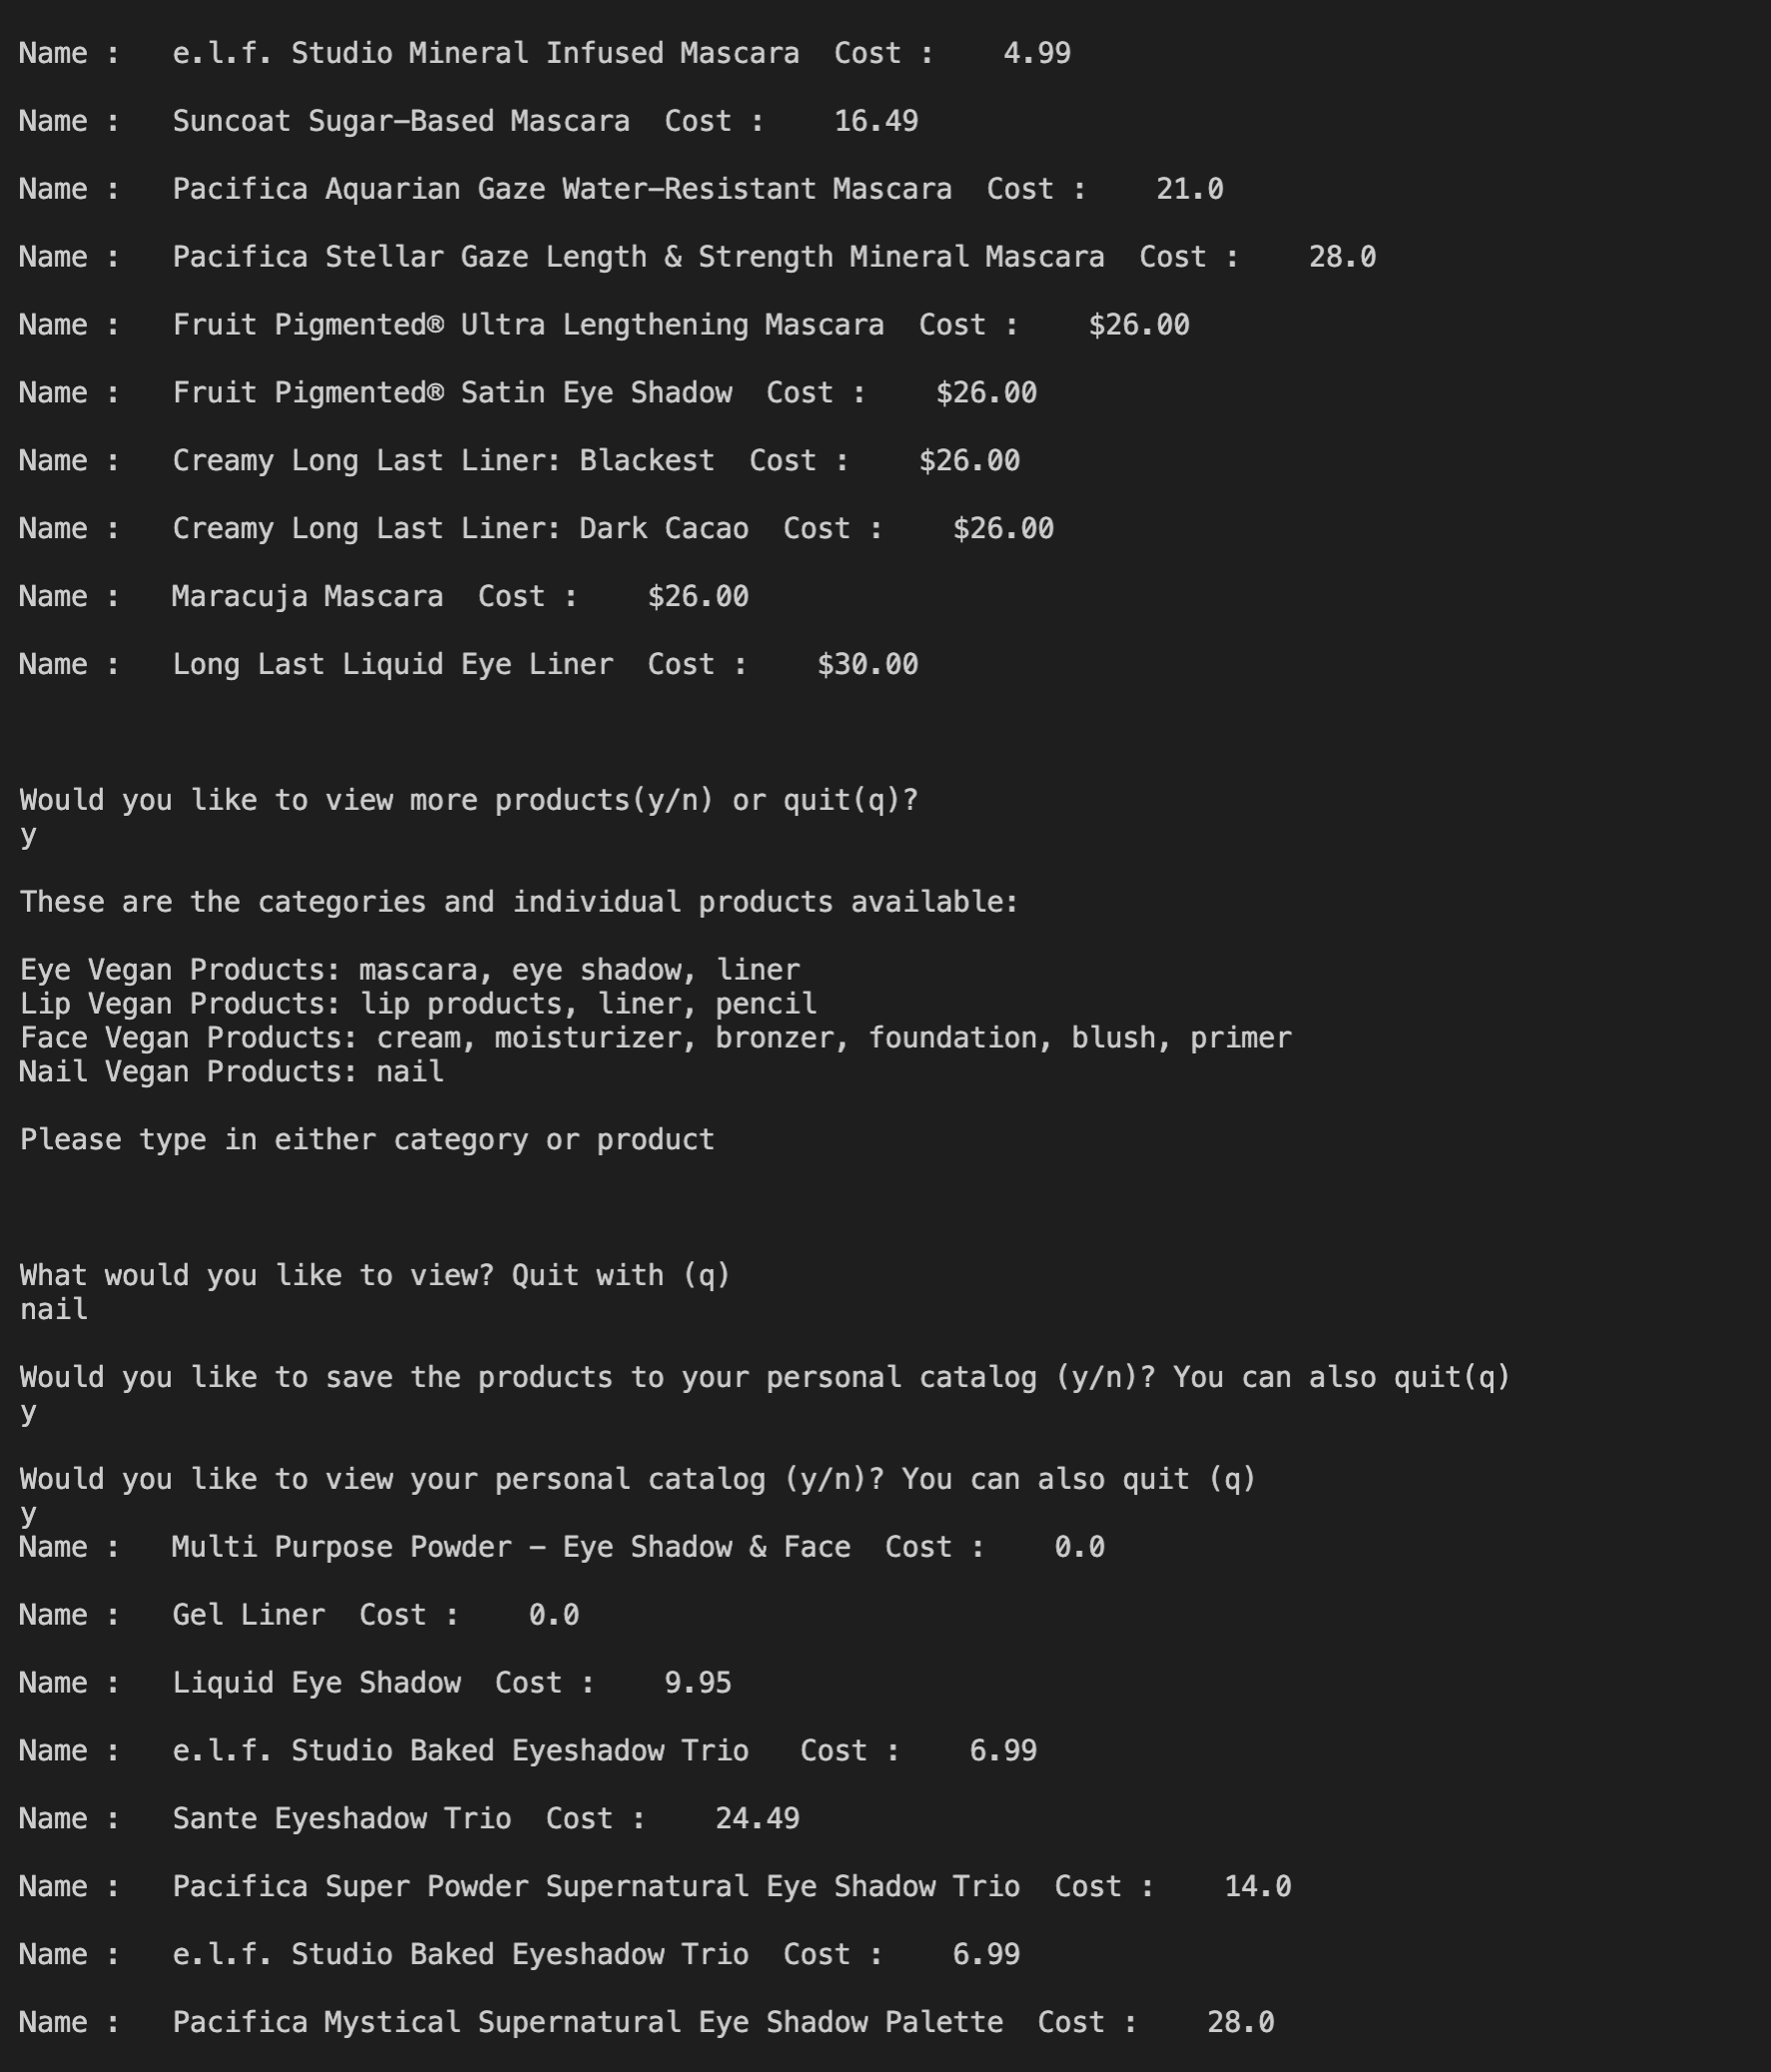 Name :   e.l.f. Studio Mineral Infused Mascara  Cost :    4.99
Name :   Suncoat Sugar-Based Mascara  Cost :    16.49
Name :   Pacifica Aquarian Gaze Water-Resistant Mascara  Cost :    21.0
Name :   Pacifica Stellar Gaze Length & Strength Mineral Mascara  Cost :    28.0
Name :   Fruit Pigmented® Ultra Lengthening Mascara  Cost :    $26.00
Name :   Fruit Pigmented® Satin Eye Shadow  Cost :    $26.00
Name :   Creamy Long Last Liner: Blackest  Cost :    $26.00
Name :   Creamy Long Last Liner: Dark Cacao  Cost :    $26.00
Name :   Maracuja Mascara  Cost :    $26.00
Name :   Long Last Liquid Eye Liner  Cost :    $30.00
Would you like to view more products(y/n) or quit(q)?
y
These are the categories and individual products available:
Eye Vegan Products: mascara, eye shadow, liner
Lip Vegan Products: lip products, liner, pencil
Face Vegan Products: cream, moisturizer, bronzer, foundation, blush, primer
Nail Vegan Products: nail
Please type in either category or product
What would you like to view? Quit with (q)
nail
Would you like to save the products to your personal catalog (y/n)? You can also quit(q)
y
Would you like to view your personal catalog (y/n)? You can also quit (q)
y
Name :   Multi Purpose Powder - Eye Shadow & Face  Cost :    0.0
Name :   Gel Liner  Cost :    0.0
Name :   Liquid Eye Shadow  Cost :    9.95
Name :   e.l.f. Studio Baked Eyeshadow Trio   Cost :    6.99
Name :   Sante Eyeshadow Trio  Cost :    24.49
Name :   Pacifica Super Powder Supernatural Eye Shadow Trio  Cost :    14.0
Name :   e.l.f. Studio Baked Eyeshadow Trio  Cost :    6.99
Name :   Pacifica Mystical Supernatural Eye Shadow Palette  Cost :    28.0